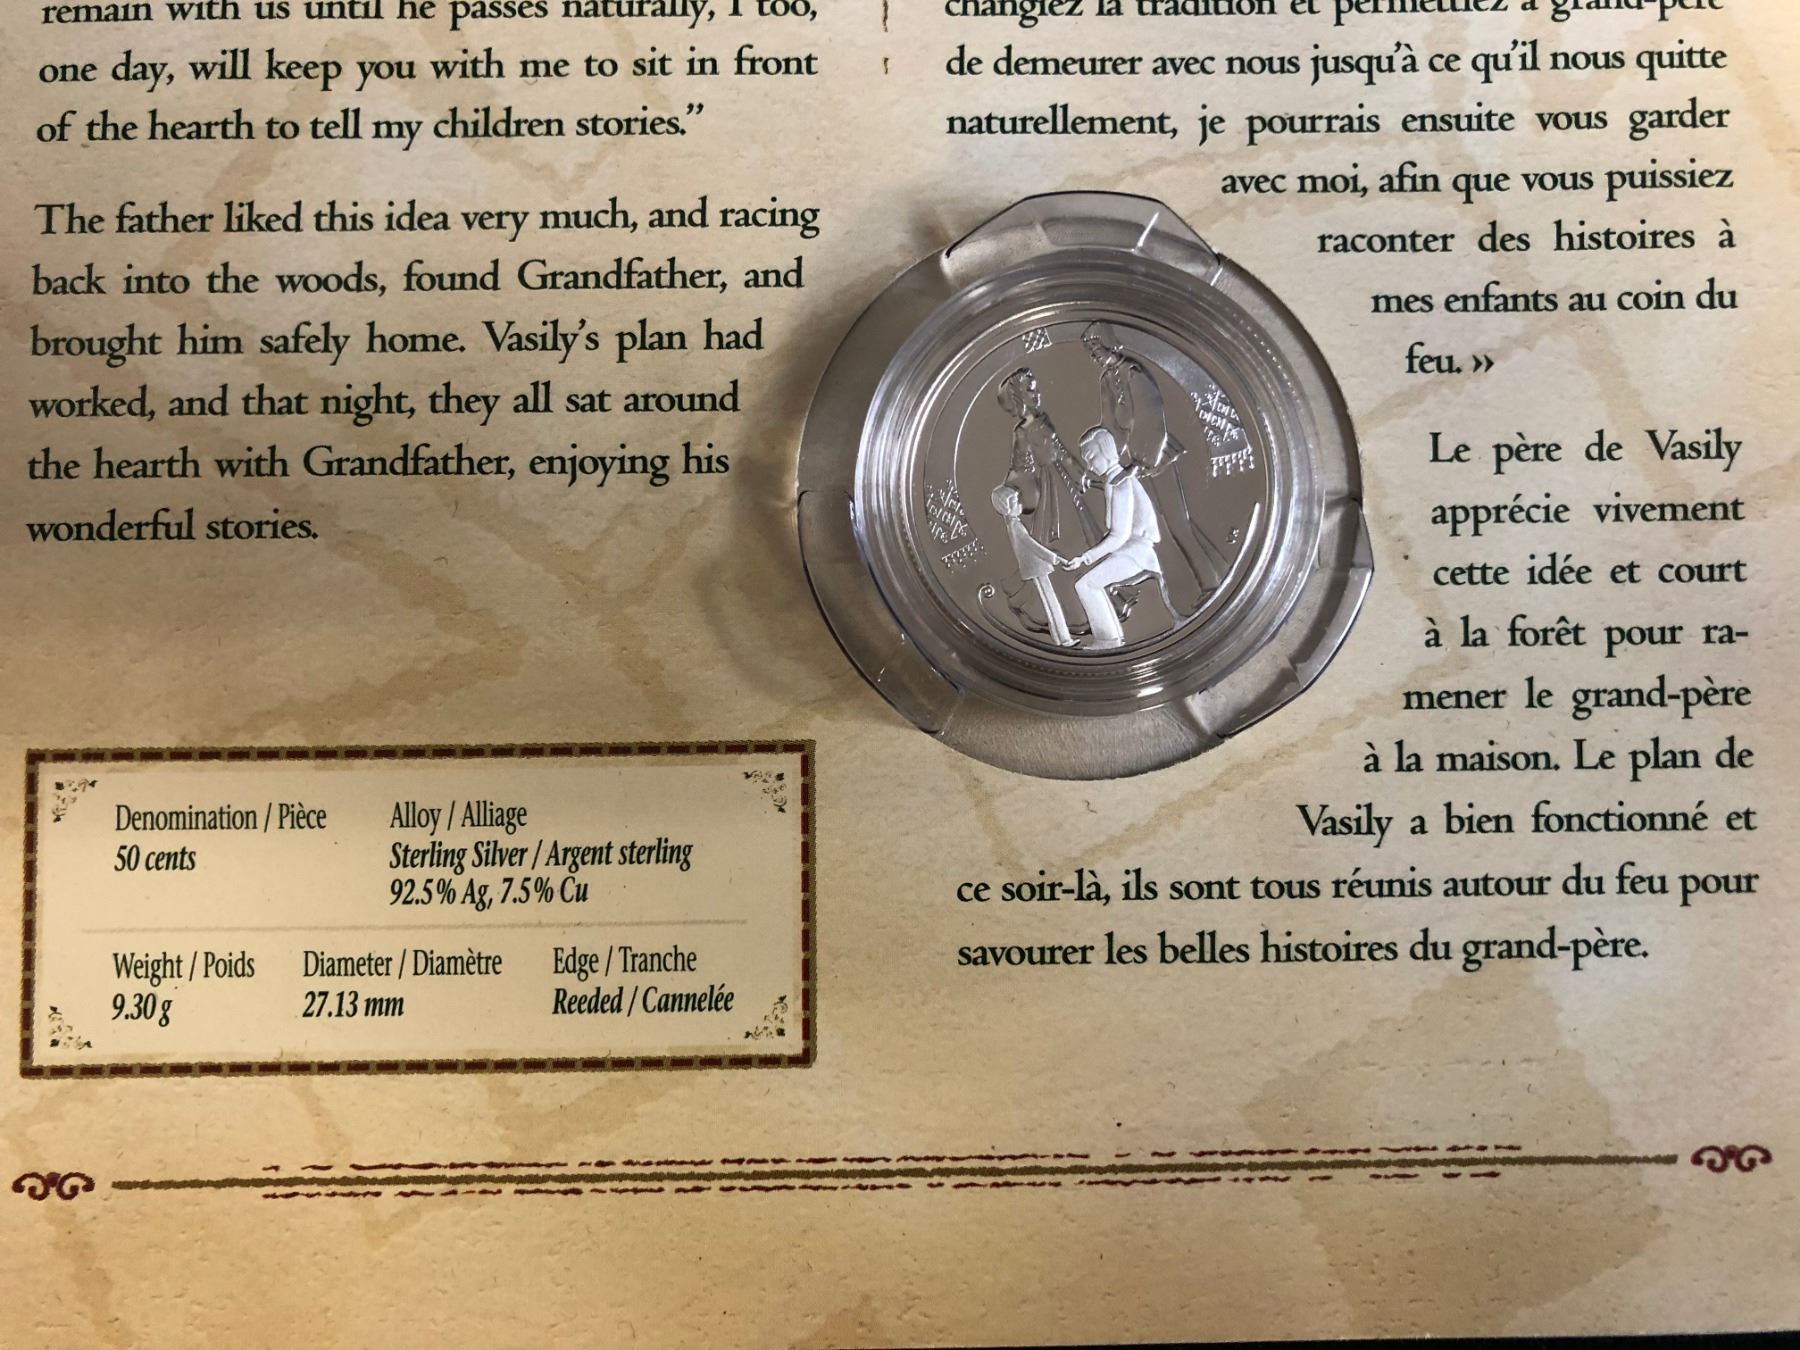 remain with us until he passes naturally, I too,
one day, will keep you with me to sit in front
of the hearth to tell my children stories.”
The father liked this idea very much, and racing
back into the woods, found Grandfather, and
brought him safely home. Vasily’s plan had
worked, and that night, they all sat around
the hearth with Grandfather, enjoying his
wonderful stories.
Denomination / Pièce
50 cents
Alloy / Alliage
Sterling Silver / Argent sterling
92.5% Ag, 7.5% Cu
Weight / Poids
9.30 g
Diameter / Diamètre
27.13 mm
Edge / Tranche
Reeded / Cannelée
changiez la tradition et permettiez à grand-père
de demeurer avec nous jusqu’à ce qu’il nous quitte
naturellement, je pourrais ensuite vous garder
avec moi, afin que vous puissiez
raconter des histoires à
mes enfants au coin du
feu. »
Le père de Vasily
apprécie vivement
cette idée et court
à la forêt pour ra-
mener le grand-père
à la maison. Le plan de
Vasily a bien fonctionné et
ce soir-là, ils sont tous réunis autour du feu pour
savourer les belles histoires du grand-père.